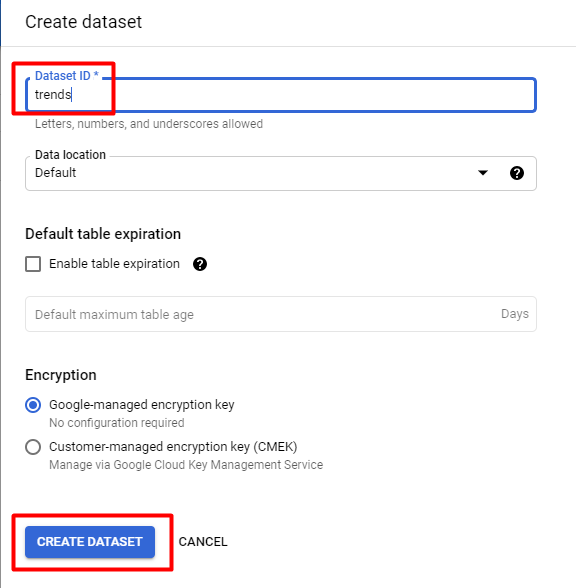 Create dataset
Dataset ID *
trends
Letters, numbers, and underscores allowed
Data location
Default
Default table expiration
Enable table expiration
Default maximum table age Days
Encryption
Google-managed encryption key
No configuration required
Customer-managed encryption key (CMEK)
Manage via Google Cloud Key Management Service
CREATE DATASET CANCEL